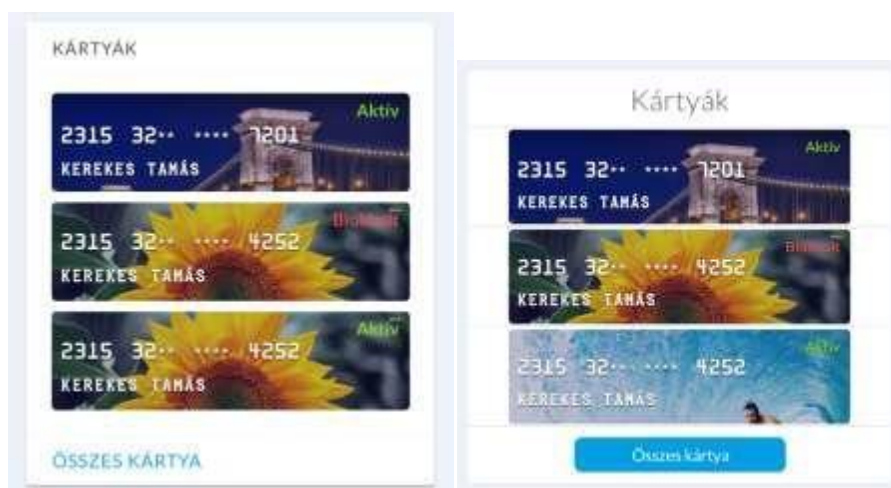 KÁRTYÁK
Aktív
2315 32•• •••• 7201
KEREKES TAMÁS
Blokkolt
2315 32•• •••• 4252
KEREKES TAMÁS
Aktív
2315 32•• •••• 4252
KEREKES TAMÁS
ÖSSZES KÁRTYA
Kártyák
Aktív
2315 32•• •••• 7201
KEREKES TAMÁS
2315 32•• •••• 4252
KEREKES TAMÁS
Aktív
2315 32•• •••• 4252
KEREKES TAMÁS
Összes kártya